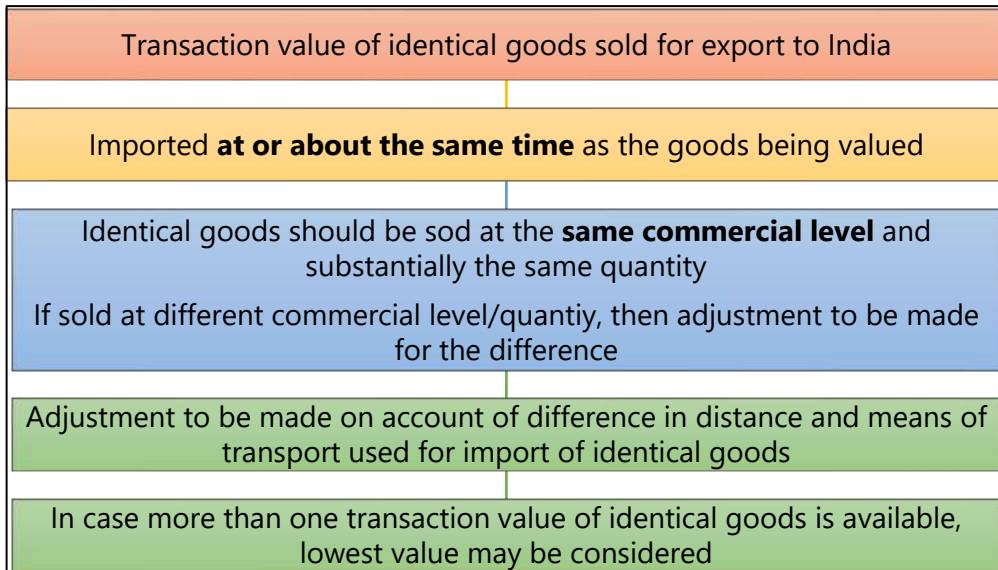 Transaction value of identical goods sold for export to India
Imported at or about the same time as the goods being valued
Identical goods should be sod at the same commercial level and
substantially the same quantity
If sold at different commercial level/quantiy, then adjustment to be made
for the difference
Adjustment to be made on account of difference in distance and means of
transport used for import of identical goods
In case more than one transaction value of identical goods is available,
lowest value may be considered